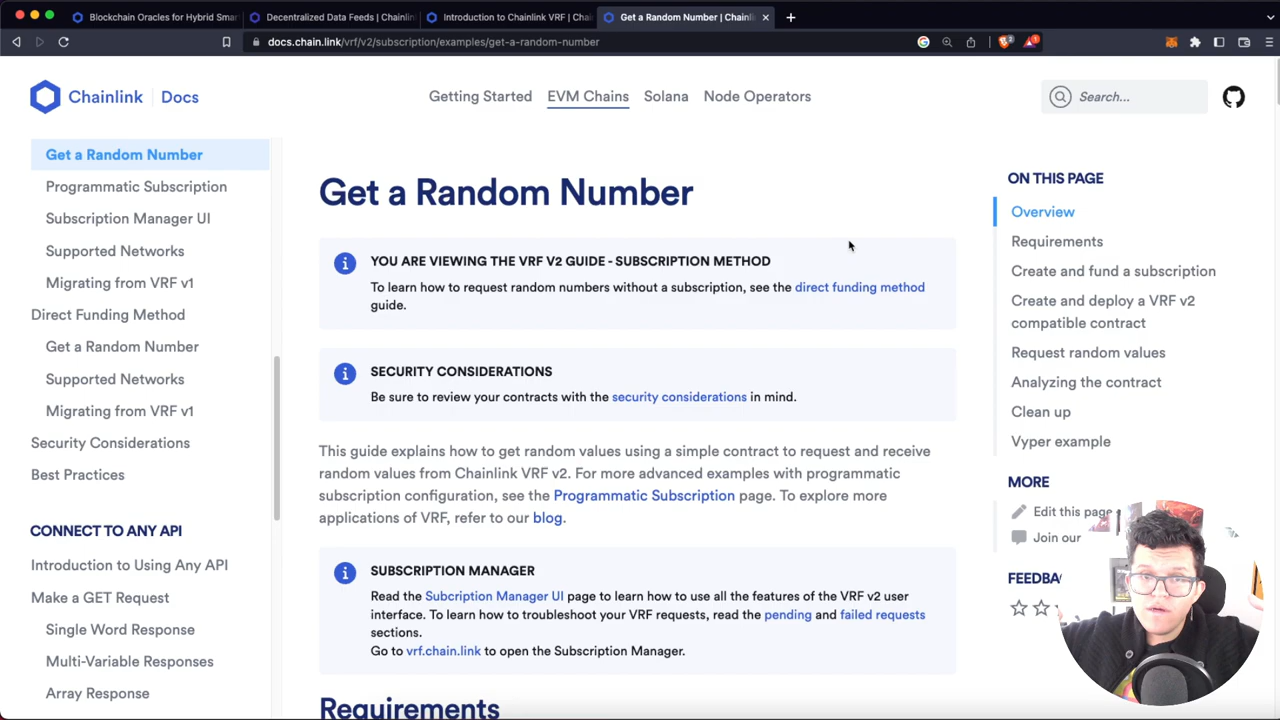 Blockchain Oracles for Hybrid Smar
Decentralized Data Feeds | Chainlin
Introduction to Chainlink VRF | Chai
Get a Random Number | Chainli
docs.chain.link/vrf/v2/subscription/examples/get-a-random-number
Chainlink | Docs
Getting Started
EVM Chains
Solana
Node Operators
Search...
Get a Random Number
Programmatic Subscription
Subscription Manager UI
Supported Networks
Migrating from VRF v1
Direct Funding Method
Get a Random Number
Supported Networks
Migrating from VRF v1
Security Considerations
Best Practices
CONNECT TO ANY API
Introduction to Using Any API
Make a GET Request
Single Word Response
Multi-Variable Responses
Array Response
Get a Random Number
YOU ARE VIEWING THE VRF V2 GUIDE - SUBSCRIPTION METHOD
To learn how to request random numbers without a subscription, see the direct funding method
guide.
SECURITY CONSIDERATIONS
Be sure to review your contracts with the security considerations in mind.
This guide explains how to get random values using a simple contract to request and receive
random values from Chainlink VRF v2. For more advanced examples with programmatic
subscription configuration, see the Programmatic Subscription page. To explore more
applications of VRF, refer to our blog.
SUBSCRIPTION MANAGER
Read the Subcription Manager UI page to learn how to use all the features of the VRF v2 user
interface. To learn how to troubleshoot your VRF requests, read the pending and failed requests
sections.
Go to vrf.chain.link to open the Subscription Manager.
Requirements
ON THIS PAGE
Overview
Requirements
Create and fund a subscription
Create and deploy a VRF v2
compatible contract
Request random values
Analyzing the contract
Clean up
Vyper example
MORE
Edit this page
Join our
FEEDBA